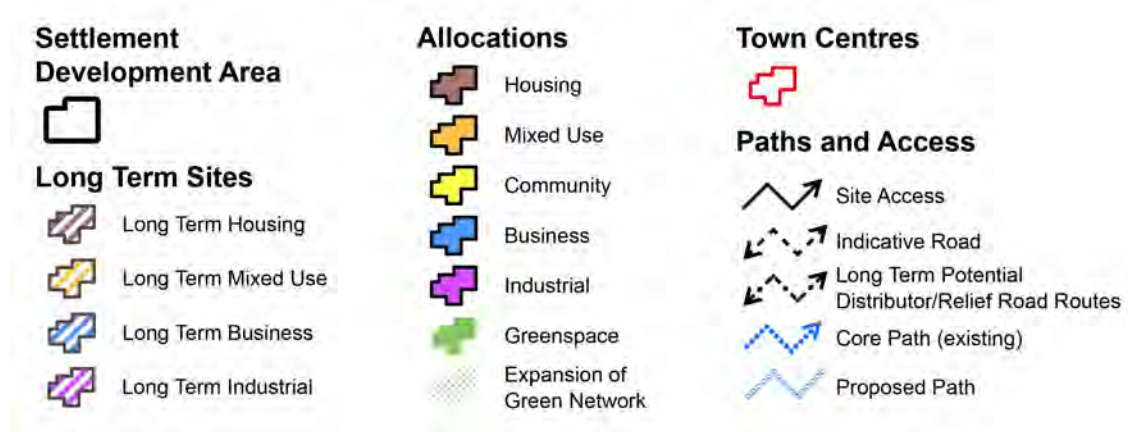 Settlement
Development Area
Long Term Sites
Long Term Housing
Long Term Mixed Use
Long Term Business
Long Term Industrial
Allocations
Housing
Mixed Use
Community
Business
Industrial
Greenspace
Expansion of
Green Network
Town Centres
Paths and Access
Site Access
Indicative Road
Long Term Potential
Distributor/Relief Road Routes
Core Path (existing)
Proposed Path